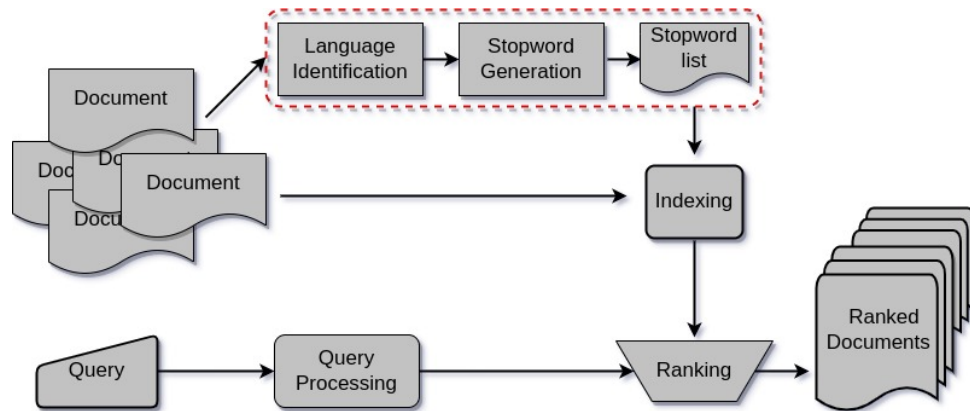 Language
Identification
Stopword
Generation
Stopword
list
Document
Document
Indexing
Query
Query
Processing
Ranking
Ranked
Documents